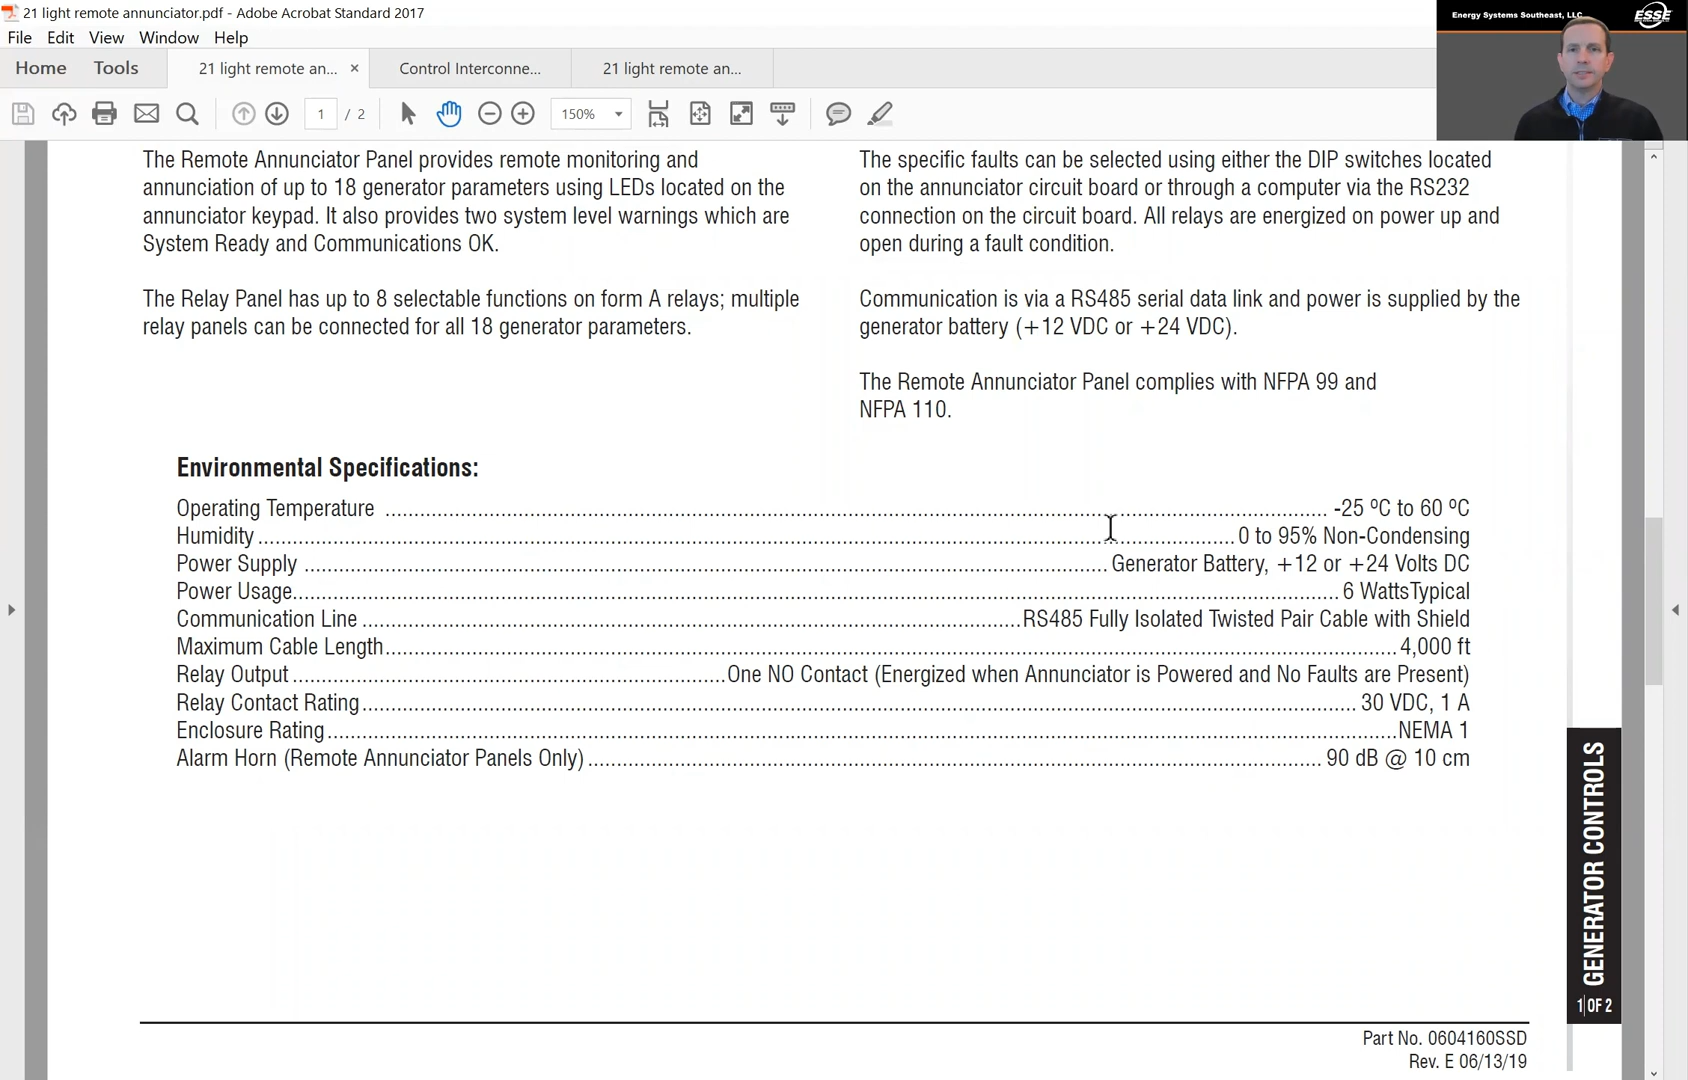 21 light remote annunciator.pdf - Adobe Acrobat Standard 2017
File Edit View Window Help
Home Tools 21 light remote an... × Control Interconne... 21 light remote an...
1 / 2 150%
Energy Systems Southeast, LLC ESSE
The Remote Annunciator Panel provides remote monitoring and
annunciation of up to 18 generator parameters using LEDs located on the
annunciator keypad. It also provides two system level warnings which are
System Ready and Communications OK.
The Relay Panel has up to 8 selectable functions on form A relays; multiple
relay panels can be connected for all 18 generator parameters.
The specific faults can be selected using either the DIP switches located
on the annunciator circuit board or through a computer via the RS232
connection on the circuit board. All relays are energized on power up and
open during a fault condition.
Communication is via a RS485 serial data link and power is supplied by the
generator battery (+12 VDC or +24 VDC).
The Remote Annunciator Panel complies with NFPA 99 and
NFPA 110.
Environmental Specifications:
Operating Temperature ........ -25 ºC to 60 ºC
Humidity ........ 0 to 95% Non-Condensing
Power Supply ........ Generator Battery, +12 or +24 Volts DC
Power Usage ........ 6 WattsTypical
Communication Line ........ RS485 Fully Isolated Twisted Pair Cable with Shield
Maximum Cable Length ........ 4,000 ft
Relay Output ........ One NO Contact (Energized when Annunciator is Powered and No Faults are Present)
Relay Contact Rating ........ 30 VDC, 1 A
Enclosure Rating ........ NEMA 1
Alarm Horn (Remote Annunciator Panels Only) ........ 90 dB @ 10 cm
GENERATOR CONTROLS
1 OF 2
Part No. 0604160SSD
Rev. E 06/13/19